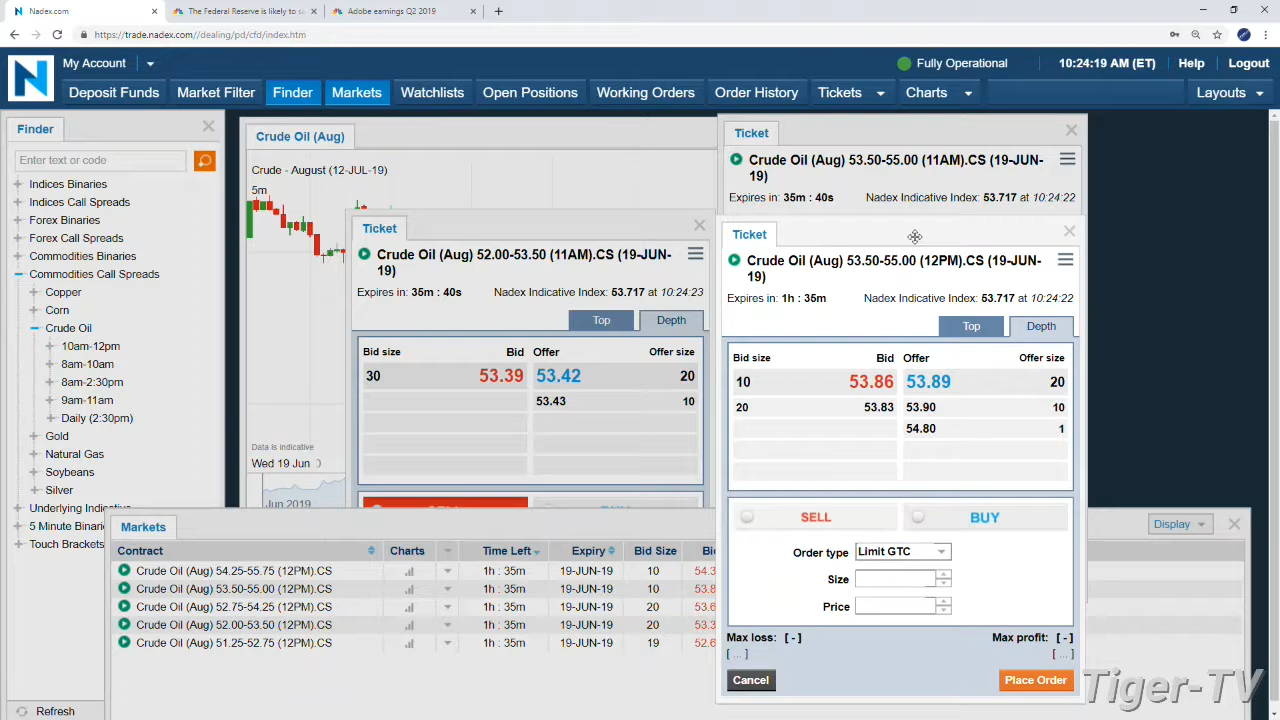 Nadex.com
The Federal Reserve is likely to s
Adobe earnings Q2 2019
https://trade.nadex.com//dealing/pd/cfd/index.htm
My Account
Fully Operational
10:24:19 AM (ET)
Help
Logout
Deposit Funds
Market Filter
Finder
Markets
Watchlists
Open Positions
Working Orders
Order History
Tickets
Charts
Layouts
Finder
Enter text or code
Indices Binaries
Indices Call Spreads
Forex Binaries
Forex Call Spreads
Commodities Binaries
Commodities Call Spreads
Copper
Corn
Crude Oil
10am-12pm
8am-10am
8am-2:30pm
9am-11am
Daily (2:30pm)
Gold
Natural Gas
Soybeans
Silver
Underlying Indic
5 Minute Binari
Touch Brackets
Refresh
Crude Oil (Aug)
Crude - August (12-JUL-19)
5m
Data is indicative
Wed 19 Jun
Jun 2019
Ticket
Crude Oil (Aug) 52.00-53.50 (11AM).CS (19-JUN-
19)
Expires in: 35m : 40s
Nadex Indicative Index: 53.717 at 10:24:23
Top
Depth
Bid size Bid Offer Offer size
30 53.39 53.42 20
53.43 10
Ticket
Crude Oil (Aug) 53.50-55.00 (11AM).CS (19-JUN-
19)
Expires in: 35m : 40s
Nadex Indicative Index: 53.717 at 10:24:22
Ticket
Crude Oil (Aug) 53.50-55.00 (12PM).CS (19-JUN-
19)
Expires in: 1h : 35m
Nadex Indicative Index: 53.717 at 10:24:22
Top
Depth
Bid size Bid Offer Offer size
10 53.86 53.89 20
20 53.83 53.90 10
54.80 1
SELL
BUY
Order type Limit GTC
Size
Price
Max loss: [ - ]
Max profit: [ - ]
[ ... ]
[ ... ]
Cancel
Place Order
Markets
Display
Contract Charts Time Left Expiry Bid Size Bi
Crude Oil (Aug) 54.25-55.75 (12PM).CS 1h : 35m 19-JUN-19 10 54.3
Crude Oil (Aug) 53.50-55.00 (12PM).CS 1h : 35m 19-JUN-19 10 53.8
Crude Oil (Aug) 52.75-54.25 (12PM).CS 1h : 35m 19-JUN-19 20 53.6
Crude Oil (Aug) 52.00-53.50 (12PM).CS 1h : 35m 19-JUN-19 20 53.3
Crude Oil (Aug) 51.25-52.75 (12PM).CS 1h : 35m 19-JUN-19 19 52.6
Tiger-TV